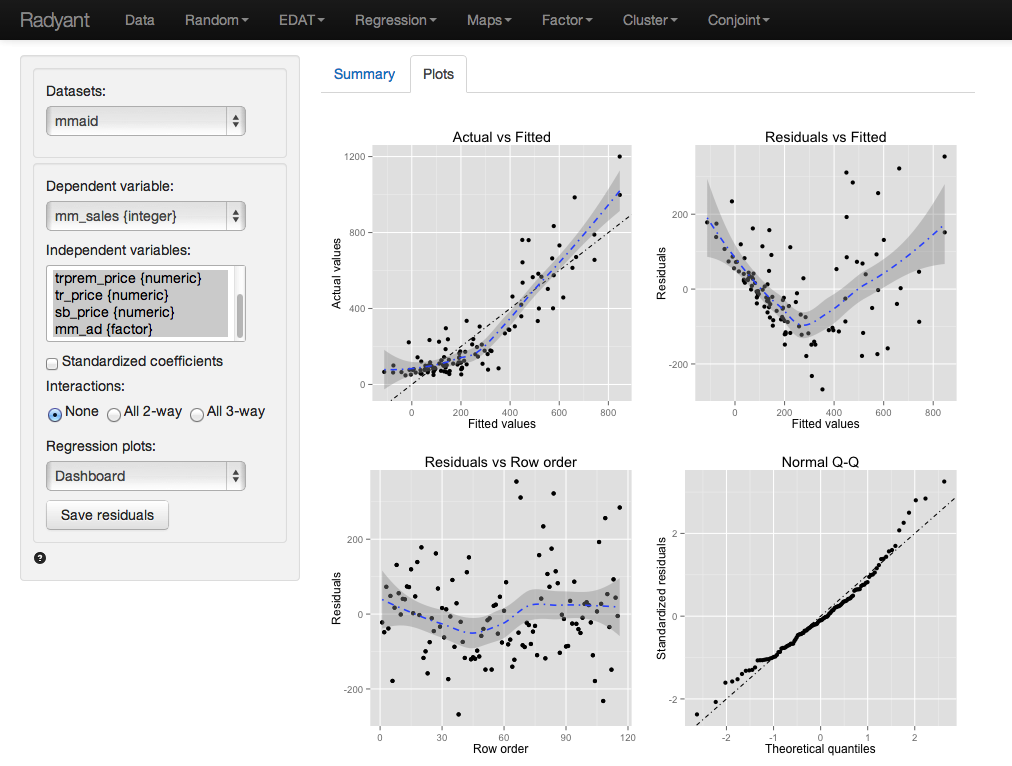 Radyant Data Random EDAT Regression Maps Factor Cluster Conjoint
Datasets:
mmaid
Dependent variable:
mm_sales {integer}
Independent variables:
trprem_price {numeric}
tr_price {numeric}
sb_price {numeric}
mm_ad {factor}
Standardized coefficients
Interactions:
None All 2-way All 3-way
Regression plots:
Dashboard
Save residuals
?
Summary Plots
Actual vs Fitted
Actual values
1200
800
400
0
0 200 400 600 800
Fitted values
Residuals vs Fitted
Residuals
200
0
-200
0 200 400 600 800
Fitted values
Residuals vs Row order
Residuals
200
0
-200
0 30 60 90 120
Row order
Normal Q-Q
Standardized residuals
2
0
-2
-2 -1 0 1 2
Theoretical quantiles